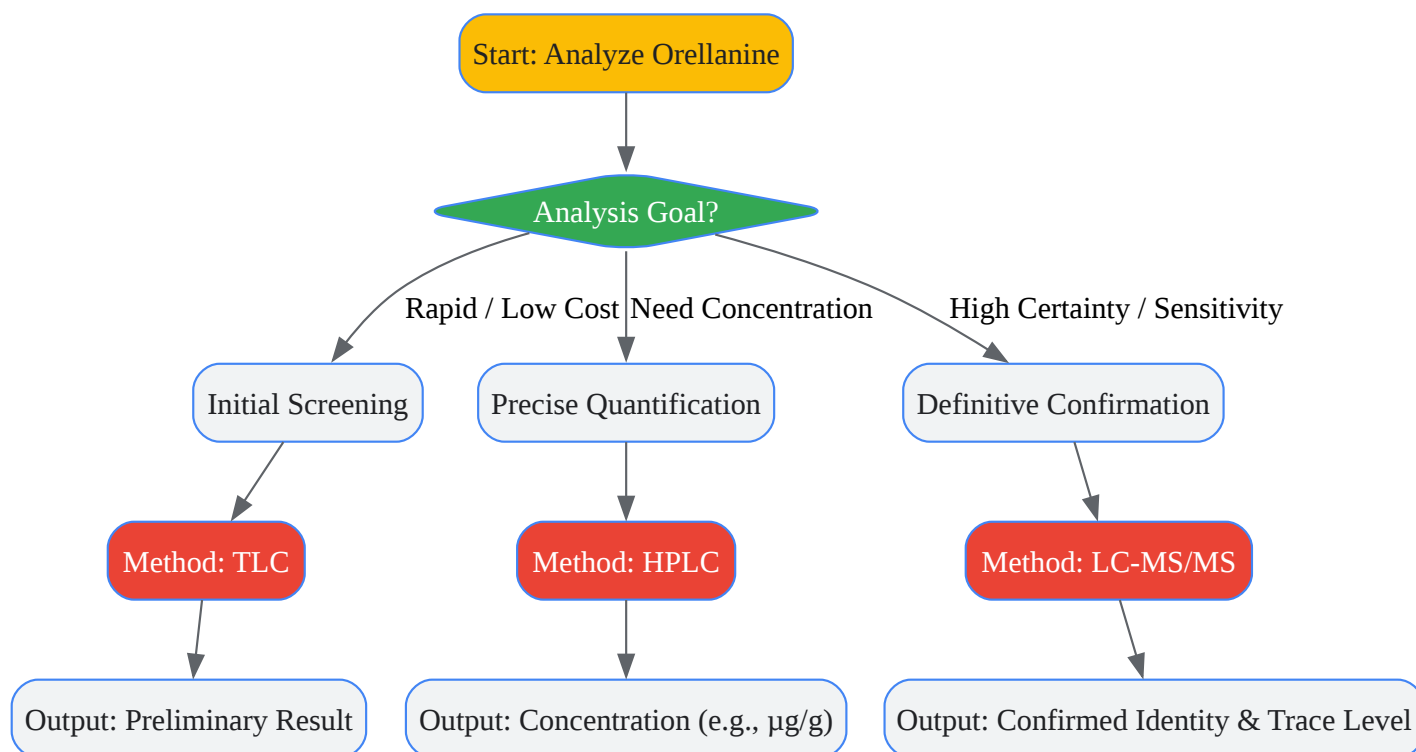 Start: Analyze Orellanine
Analysis Goal?
Rapid / Low Cost
Need Concentration
High Certainty / Sensitivity
Initial Screening
Precise Quantification
Definitive Confirmation
Method: TLC
Method: HPLC
Method: LC-MS/MS
Output: Preliminary Result
Output: Concentration (e.g., µg/g)
Output: Confirmed Identity & Trace Level